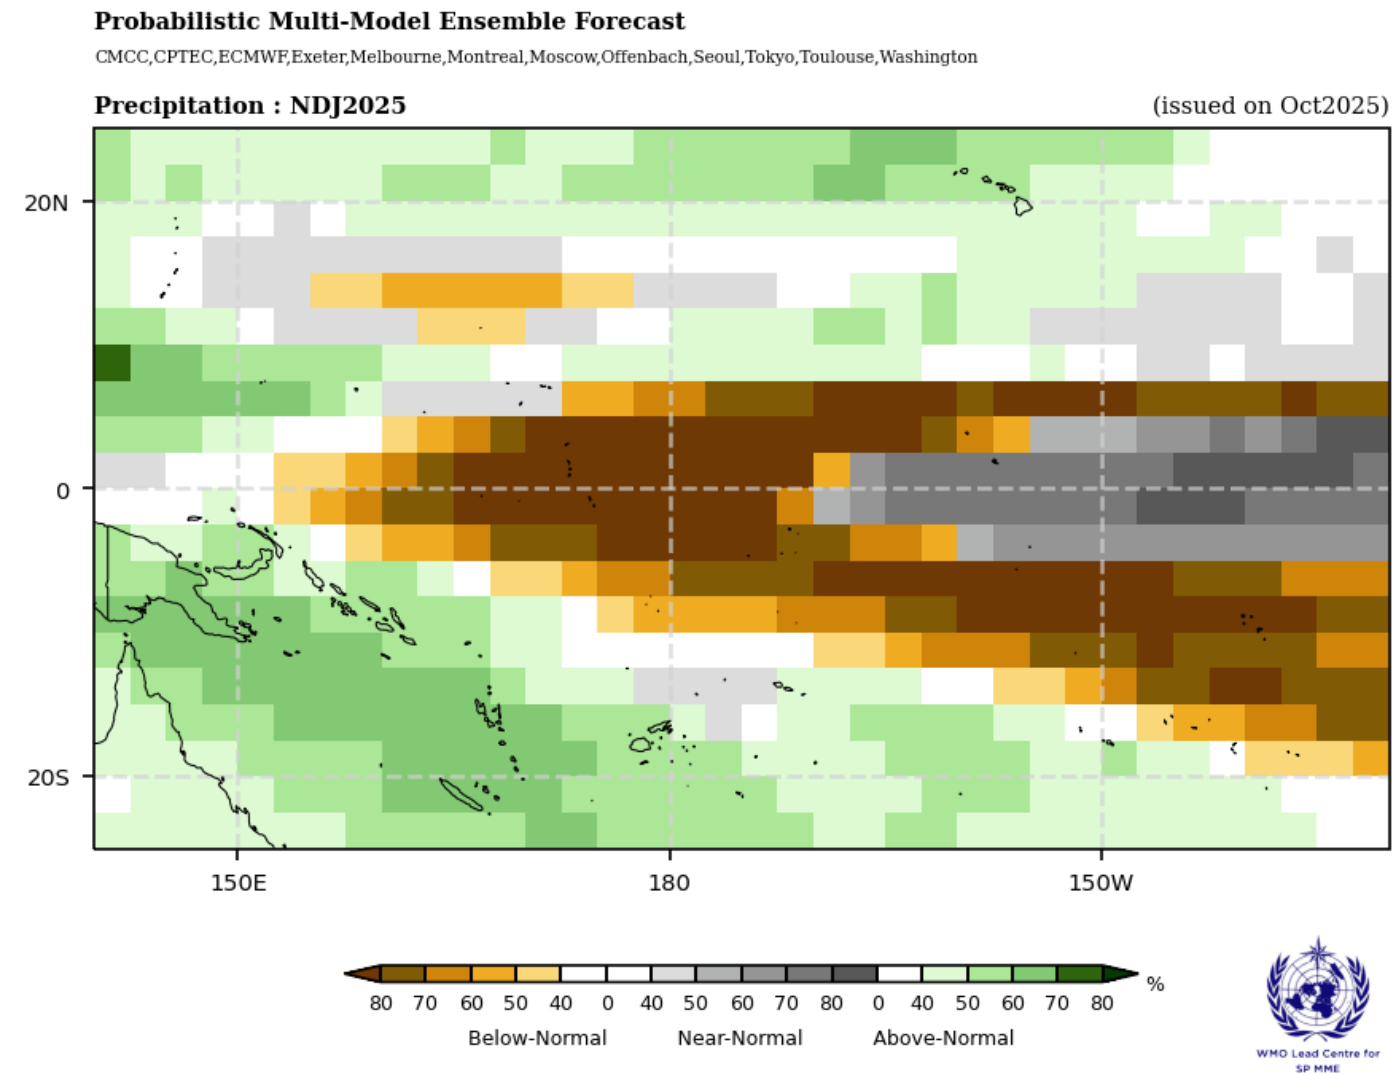 Probabilistic Multi-Model Ensemble Forecast
CMCC,CPTEC,ECMWF,Exeter,Melbourne,Montreal,Moscow,Offenbach,Seoul,Tokyo,Toulouse,Washington
Precipitation : NDJ2025 (issued on Oct2025)
20N
0
20S
150E 180 150W
80 70 60 50 40 0 40 50 60 70 80 0 40 50 60 70 80 %
Below-Normal Near-Normal Above-Normal
WMO Lead Centre for
SP MME